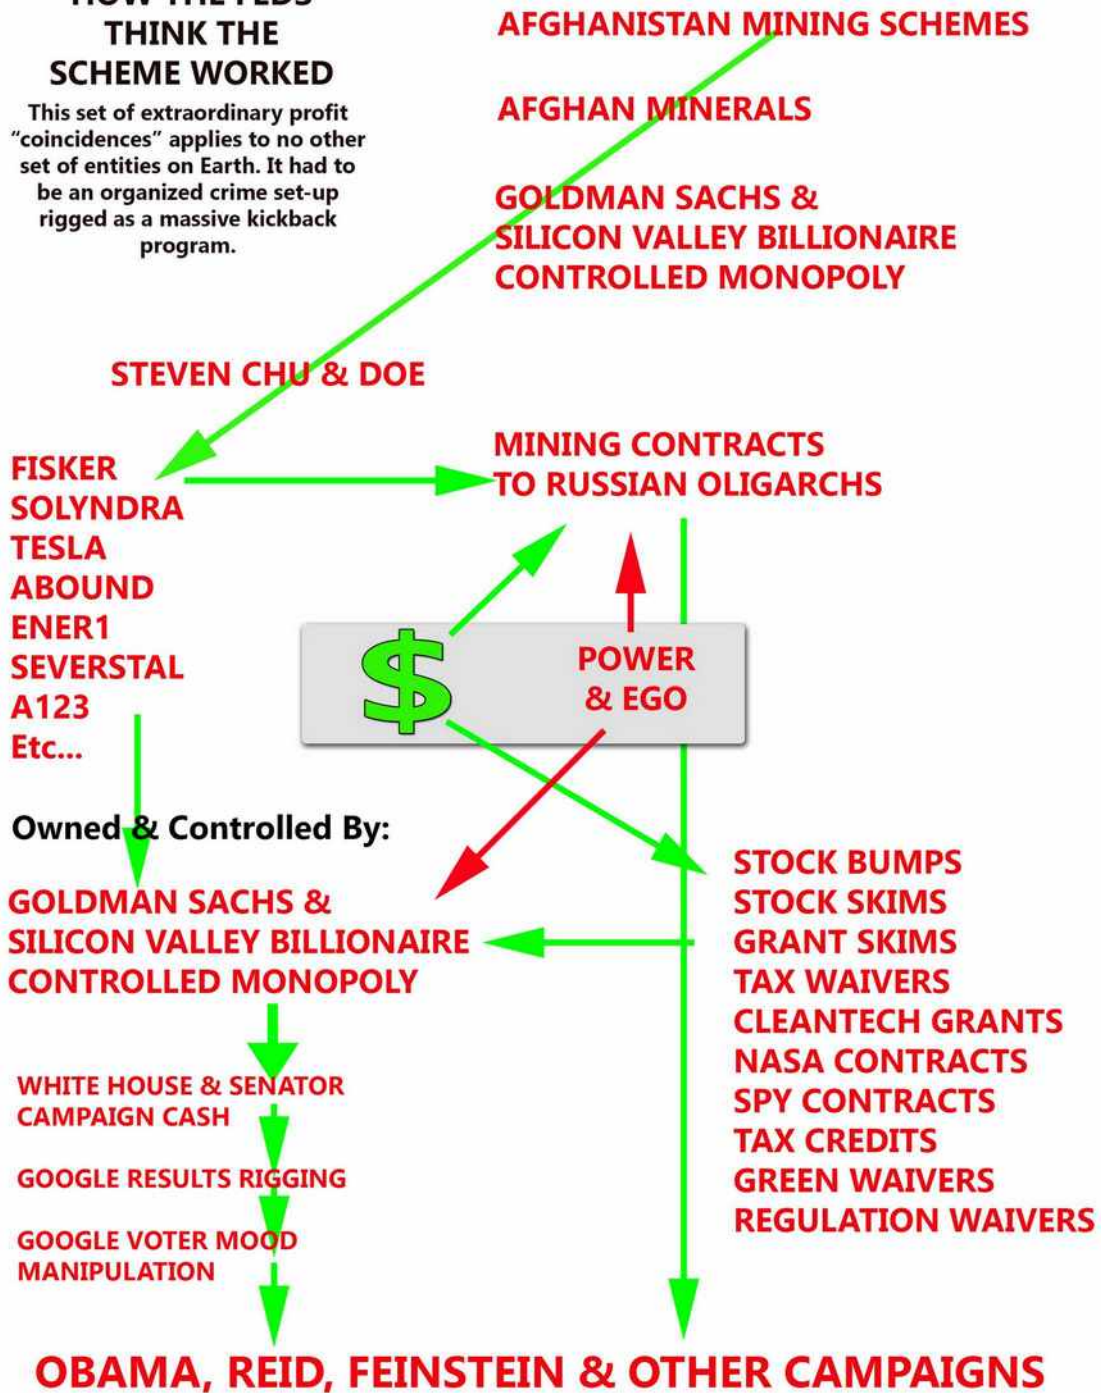 HOW THE FEDS
THINK THE
SCHEME WORKED
This set of extraordinary profit
“coincidences” applies to no other
set of entities on Earth. It had to
be an organized crime set-up
rigged as a massive kickback
program.
AFGHANISTAN MINING SCHEMES
AFGHAN MINERALS
GOLDMAN SACHS &
SILICON VALLEY BILLIONAIRE
CONTROLLED MONOPOLY
STEVEN CHU & DOE
FISKER
SOLYNDRA
TESLA
ABOUND
ENER1
SEVERSTAL
A123
Etc...
MINING CONTRACTS
TO RUSSIAN OLIGARCHS
$
POWER
& EGO
Owned & Controlled By:
GOLDMAN SACHS &
SILICON VALLEY BILLIONAIRE
CONTROLLED MONOPOLY
STOCK BUMPS
STOCK SKIMS
GRANT SKIMS
TAX WAIVERS
CLEANTECH GRANTS
NASA CONTRACTS
SPY CONTRACTS
TAX CREDITS
GREEN WAIVERS
REGULATION WAIVERS
WHITE HOUSE & SENATOR
CAMPAIGN CASH
GOOGLE RESULTS RIGGING
GOOGLE VOTER MOOD
MANIPULATION
OBAMA, REID, FEINSTEIN & OTHER CAMPAIGNS